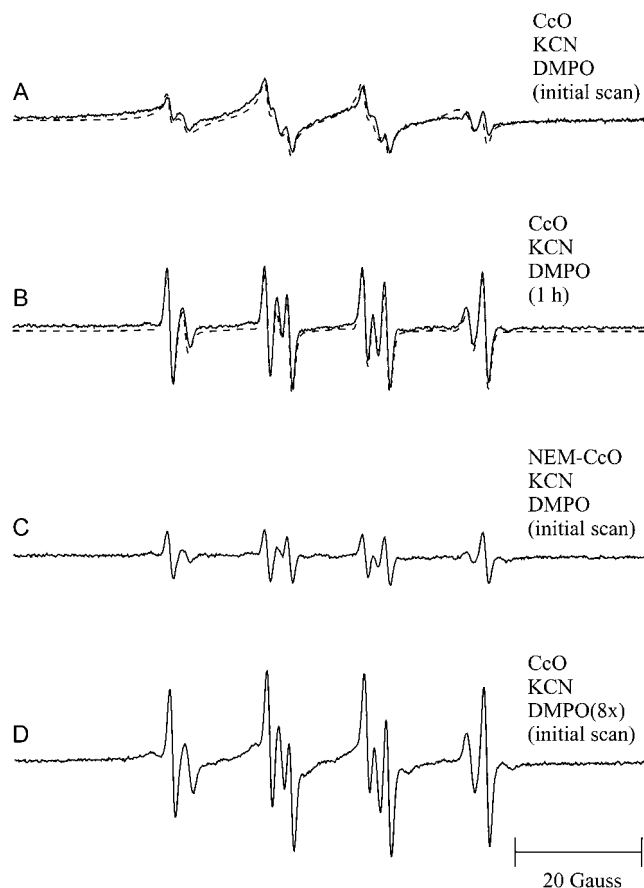 A
CcO
KCN
DMPO
(initial scan)
B
CcO
KCN
DMPO
(1 h)
C
NEM-CcO
KCN
DMPO
(initial scan)
D
CcO
KCN
DMPO(8x)
(initial scan)
20 Gauss